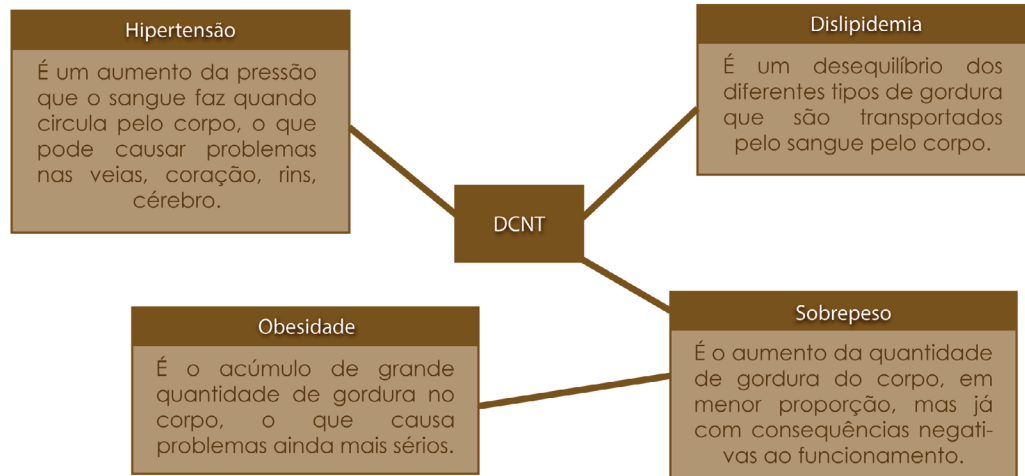 Hipertensão
É um aumento da pressão
que o sangue faz quando
circula pelo corpo, o que
pode causar problemas
nas veias, coração, rins,
cérebro.
Dislipidemia
É um desequilíbrio dos
diferentes tipos de gordura
que são transportados
pelo sangue pelo corpo.
DCNT
Obesidade
É o acúmulo de grande
quantidade de gordura no
corpo, o que causa
problemas ainda mais sérios.
Sobrepeso
É o aumento da quantidade
de gordura do corpo, em
menor proporção, mas já
com consequências negati-
vas ao funcionamento.